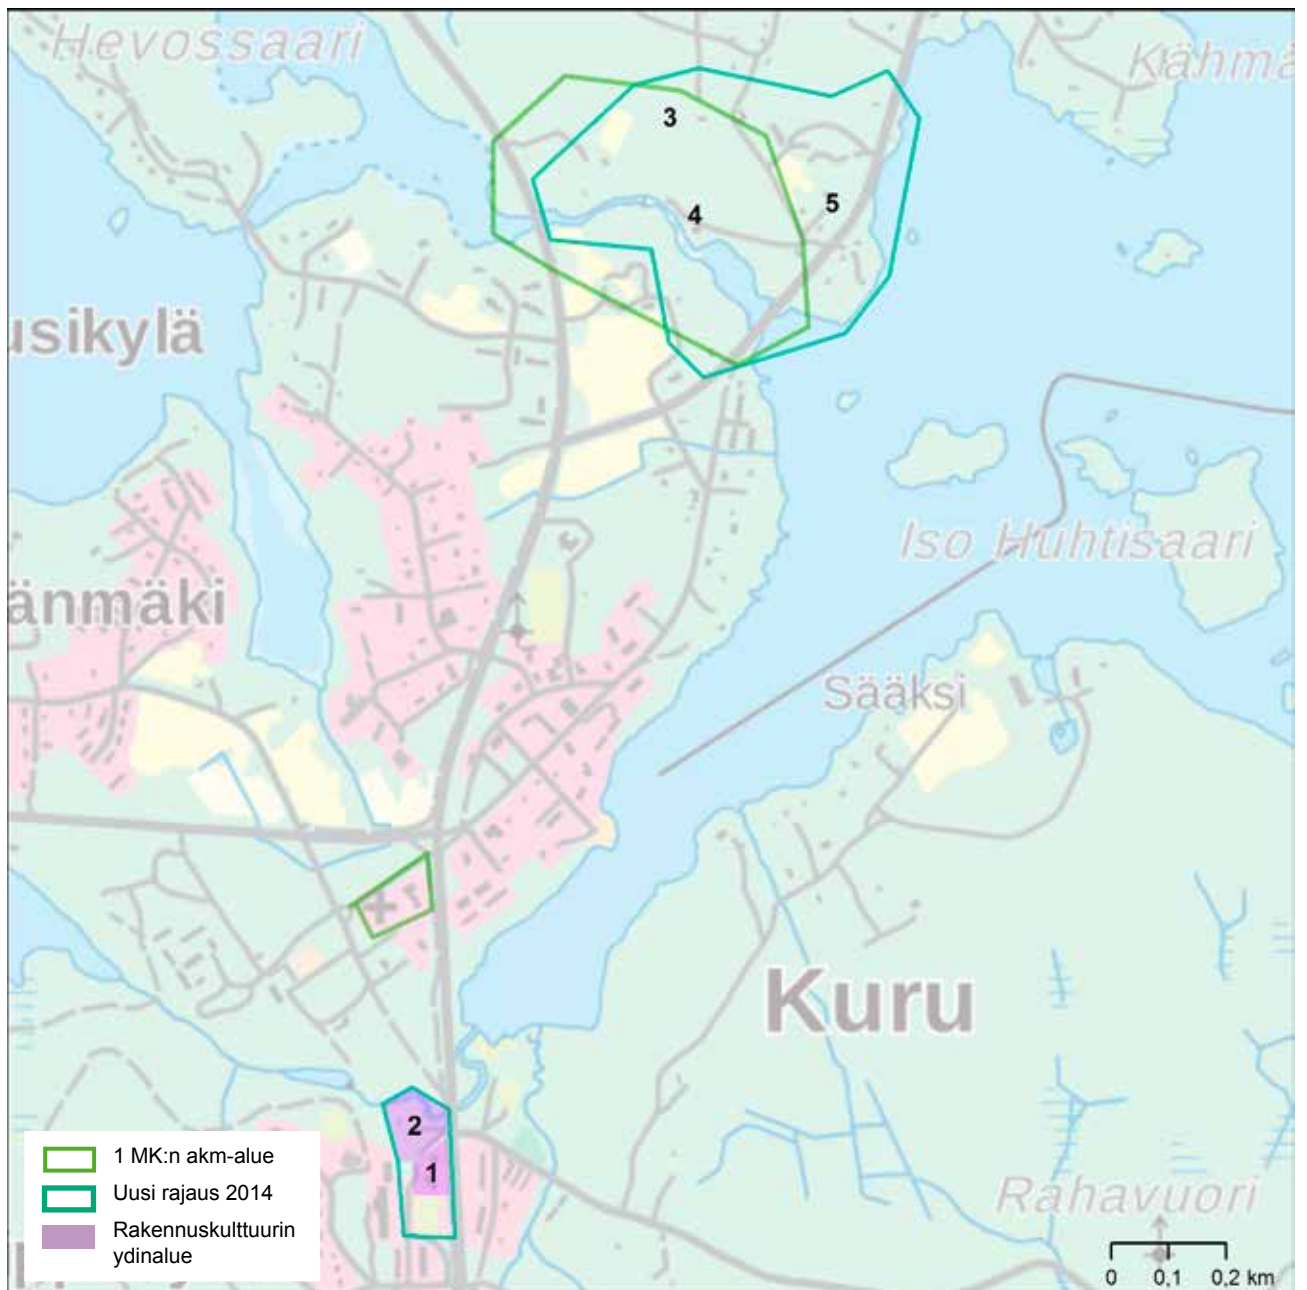 Hevossaari
Kähmä
3
4
5
usikylä
Iso Huhtisaari
änmäki
Sääksi
Kuru
2
1
Rahavuori
1 MK:n akm-alue
Uusi rajaus 2014
Rakennuskulttuurin
ydinalue
0 0,1 0,2 km